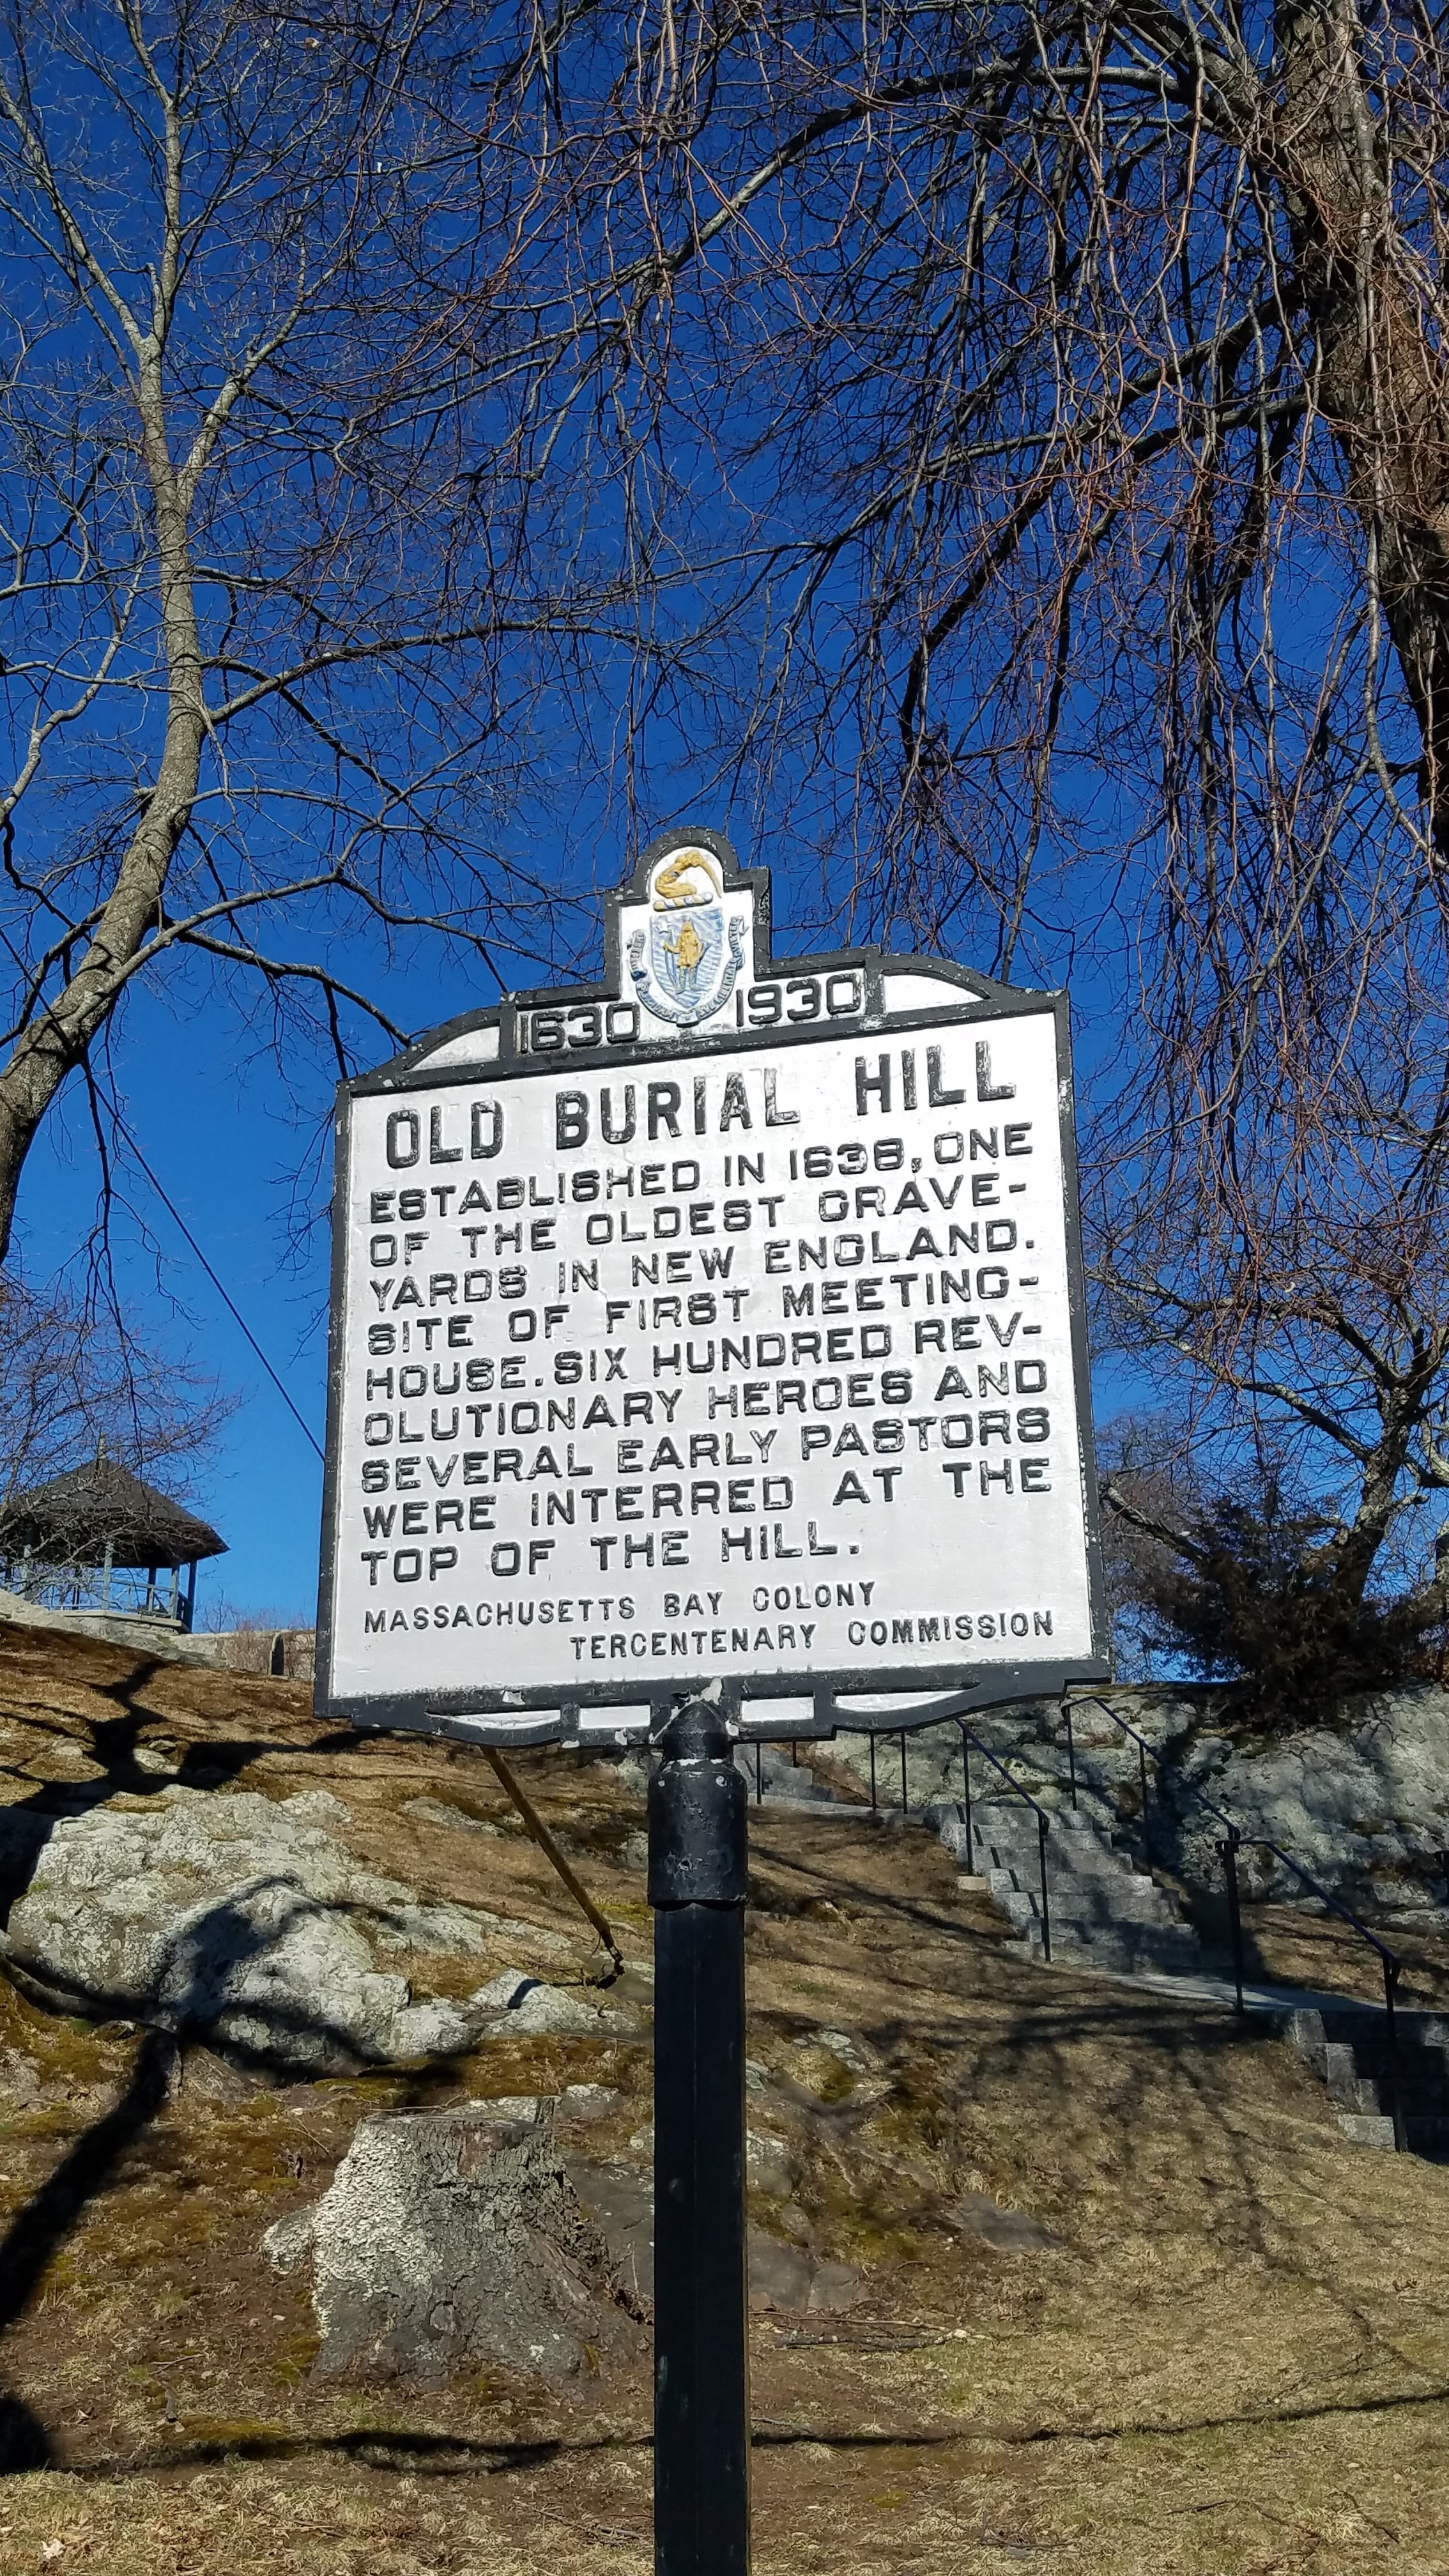 1630 1930
OLD BURIAL HILL
ESTABLISHED IN 1638, ONE
OF THE OLDEST GRAVE-
YARDS IN NEW ENGLAND.
SITE OF FIRST MEETING-
HOUSE. SIX HUNDRED REV-
OLUTIONARY HEROES AND
SEVERAL EARLY PASTORS
WERE INTERRED AT THE
TOP OF THE HILL.
MASSACHUSETTS BAY COLONY
TERCENTENARY COMMISSION